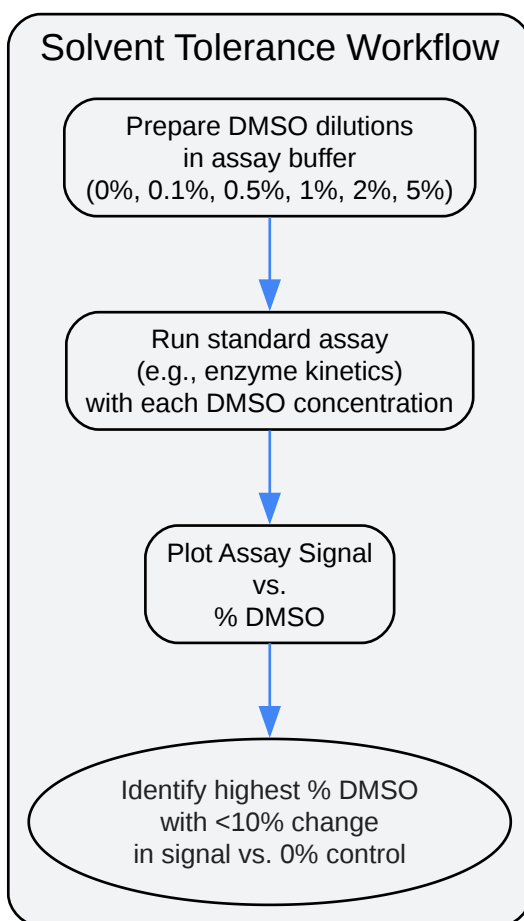 Solvent Tolerance Workflow
Prepare DMSO dilutions
in assay buffer
(0%, 0.1%, 0.5%, 1%, 2%, 5%)
Run standard assay
(e.g., enzyme kinetics)
with each DMSO concentration
Plot Assay Signal
vs.
% DMSO
Identify highest % DMSO
with <10% change
in signal vs. 0% control